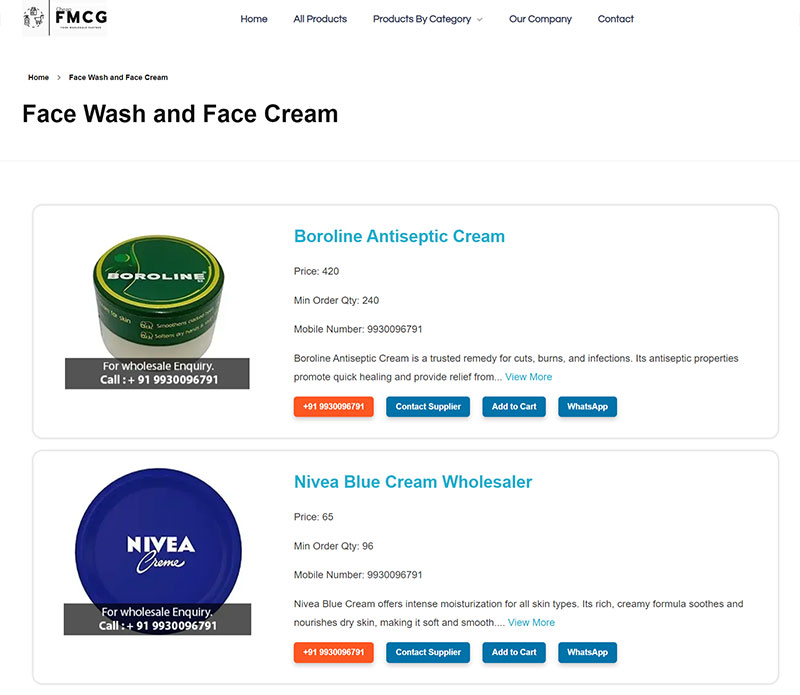 Cheap
FMCG
Home
All Products
Products By Category
Our Company
Contact
Home > Face Wash and Face Cream
Face Wash and Face Cream
BOROLINE
Smoothens cracked
Softens dry hands &
For wholesale Enquiry.
Call : + 91 9930096791
Boroline Antiseptic Cream
Price: 420
Min Order Qty: 240
Mobile Number: 9930096791
Boroline Antiseptic Cream is a trusted remedy for cuts, burns, and infections. Its antiseptic properties
promote quick healing and provide relief from... View More
+91 9930096791
Contact Supplier
Add to Cart
WhatsApp
NIVEA
Creme
For wholesale Enquiry.
Call : + 91 9930096791
Nivea Blue Cream Wholesaler
Price: 65
Min Order Qty: 96
Mobile Number: 9930096791
Nivea Blue Cream offers intense moisturization for all skin types. Its rich, creamy formula soothes and
nourishes dry skin, making it soft and smooth.... View More
+91 9930096791
Contact Supplier
Add to Cart
WhatsApp